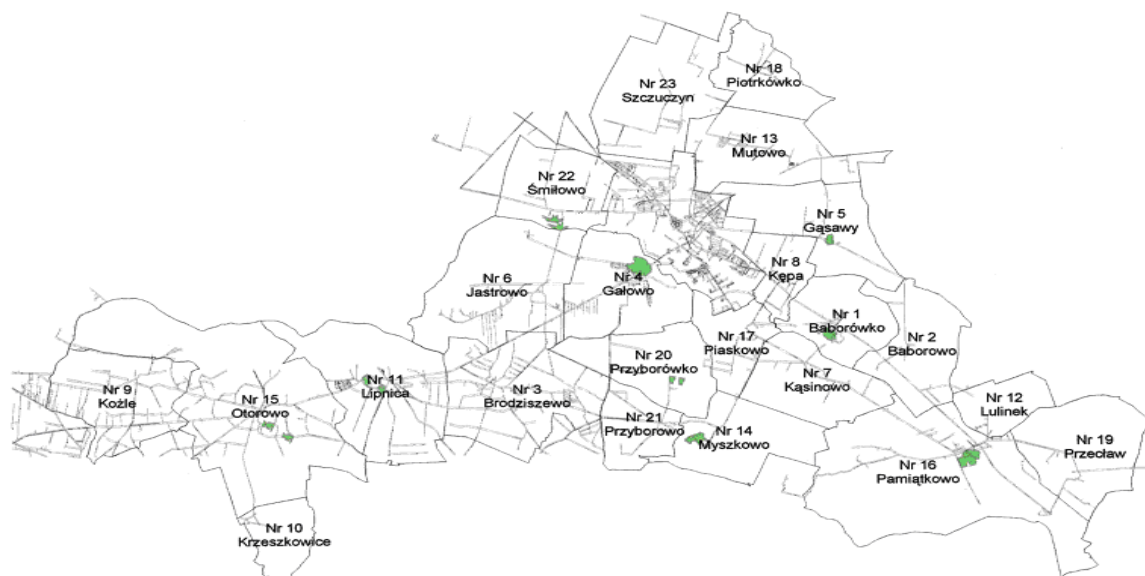 Nr 18
Piotrkówko
Nr 23
Szczuczyn
Nr 13
Mutowo
Nr 22
Śmiłowo
Nr 5
Gąsawy
Nr 8
Kępa
Nr 6
Jastrowo
Nr 4
Gałowo
Nr 1
Baborówko
Nr 17
Piaskowo
Nr 2
Baborowo
Nr 20
Przyborówko
Nr 7
Kąsinowo
Nr 9
Koźle
Nr 11
Lipnica
Nr 3
Brodziszewo
Nr 15
Otorowo
Nr 12
Lulinek
Nr 21
Przyborowo
Nr 14
Myszkowo
Nr 19
Przecław
Nr 16
Pamiątkowo
Nr 10
Krzeszkowice